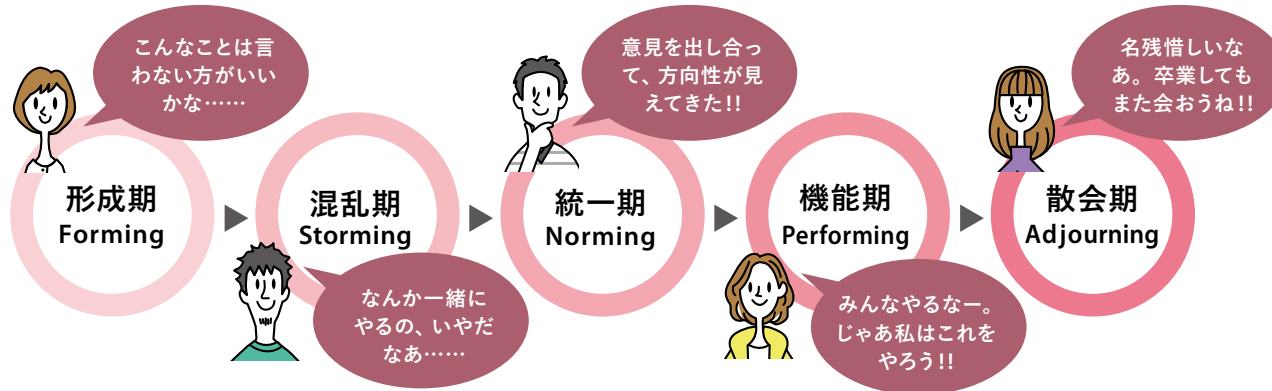 こんなことは言
わない方がいい
かな……
形成期
Forming
混乱期
Storming
なんか一緒に
やるの、いやだ
なあ……
意見を出し合っ
て、方向性が見
えてきた!!
統一期
Norming
機能期
Performing
みんなやるなー。
じゃあ私はこれを
やろう!!
名残惜しいな
あ。卒業しても
また会おうね!!
散会期
Adjourning